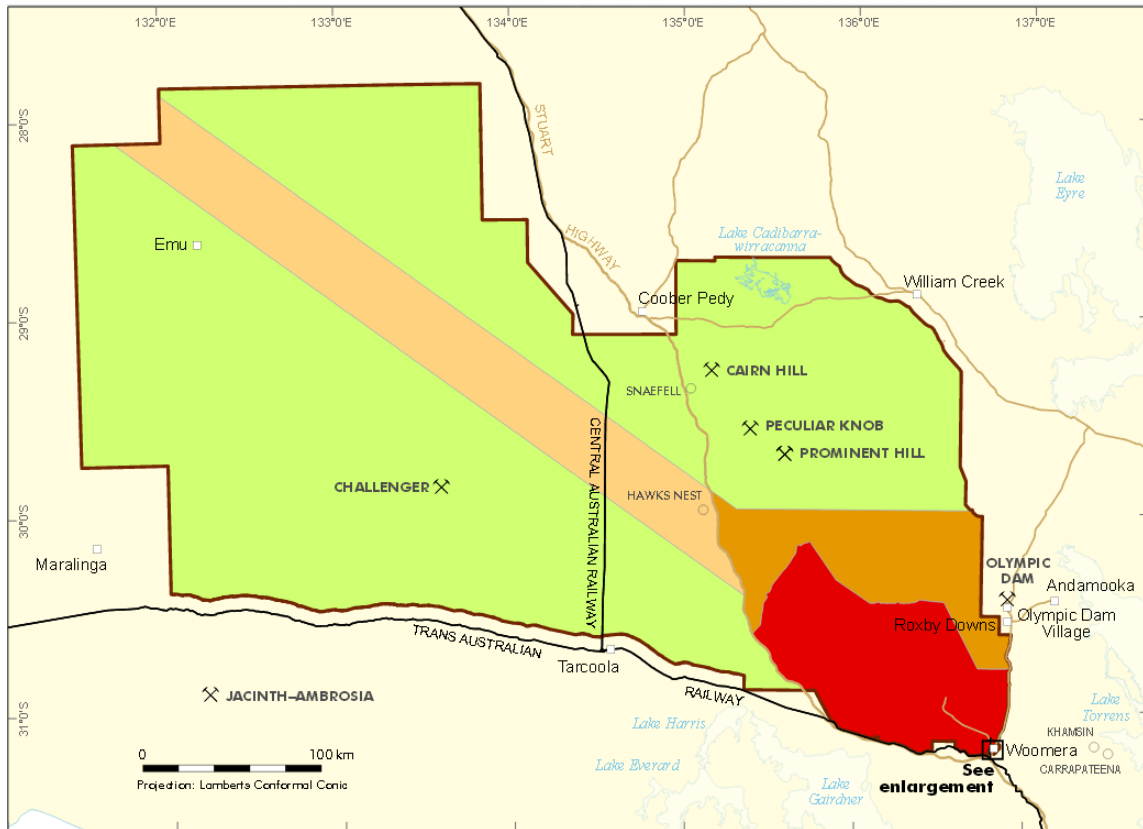 132°0'E
133°0'E
134°0'E
135°0'E
136°0'E
137°0'E
28°0'S
29°0'S
30°0'S
31°0'S
STUART
HIGHWAY
Lake
Eyre
Lake Cadibarra-
wirracanna
Emu
Coober Pedy
William Creek
CAIRN HILL
SNAEFELL
PECULIAR KNOB
PROMINENT HILL
CENTRAL AUSTRALIAN RAILWAY
CHALLENGER
HAWKS NEST
Maralinga
OLYMPIC
DAM
Andamooka
Olympic Dam
Village
Roxby Downs
TRANS AUSTRALIAN
RAILWAY
Tarcoola
JACINTH–AMBROSIA
Lake
Torrens
Lake Harris
KHAMSIN
Woomera
CARRAPATEENA
Lake Everard
Lake
Gairdner
See
enlargement
0
100 km
Projection: Lamberts Conformal Conic